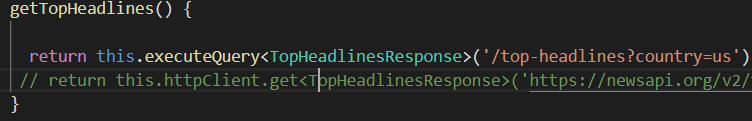 getTopHeadlines() {
return this.executeQuery<TopHeadlinesResponse>('/top-headlines?country=us')
// return this.httpClient.get<TopHeadlinesResponse>('https://newsapi.org/v2/
}